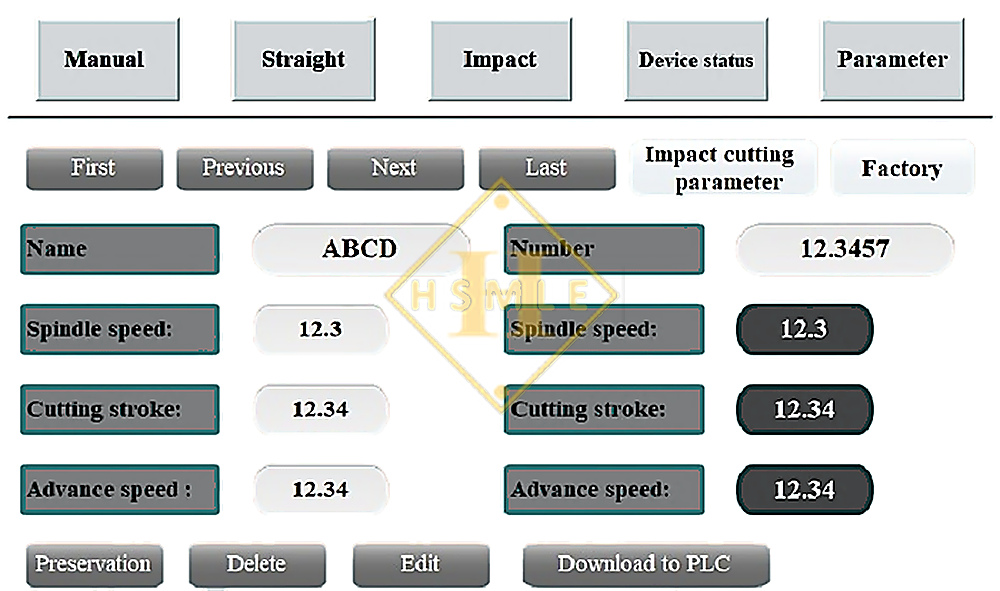 Manual Straight Impact Device status Parameter
First Previous Next Last Impact cutting
parameter Factory
Name ABCD Number 12.3457
HSMLE
Spindle speed: 12.3 Spindle speed: 12.3
Cutting stroke: 12.34 Cutting stroke: 12.34
Advance speed : 12.34 Advance speed: 12.34
Preservation Delete Edit Download to PLC